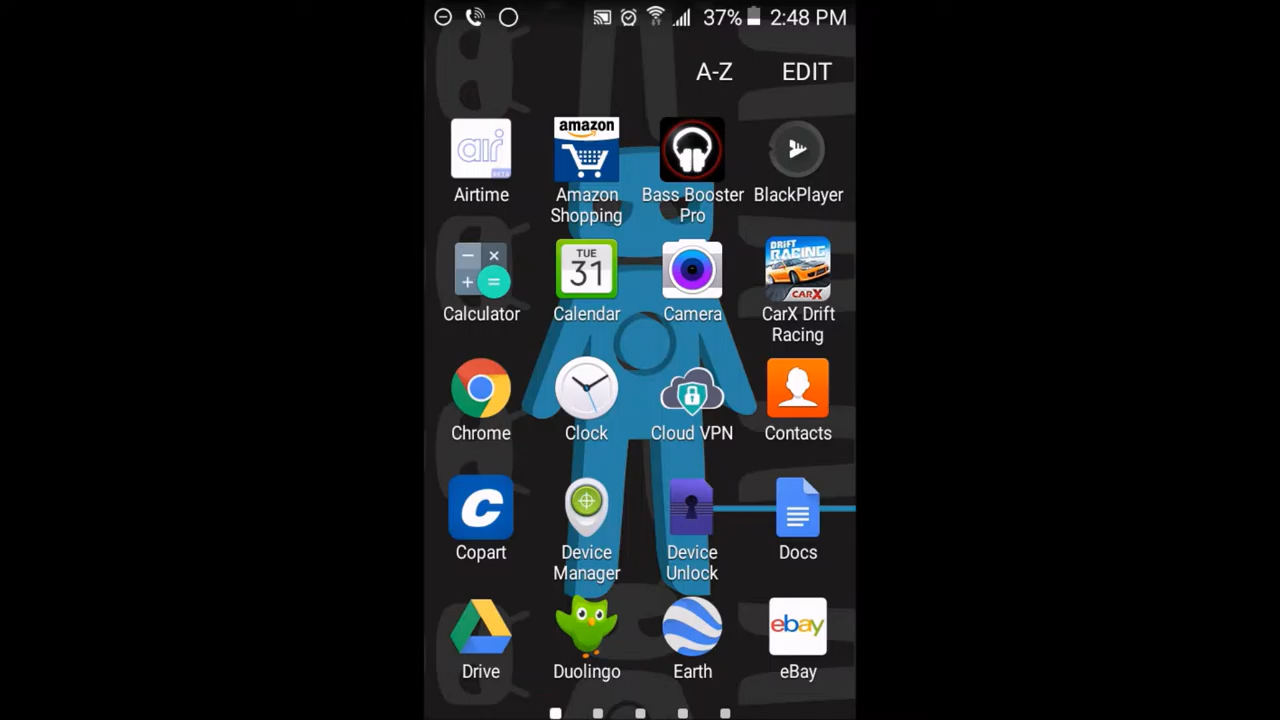 37% 2:48 PM
A-Z EDIT
air
BETA
amazon
Airtime
Amazon Shopping
Bass Booster Pro
BlackPlayer
TUE
31
DRIFT
RACING
CARX
Calculator
Calendar
Camera
CarX Drift Racing
Chrome
Clock
Cloud VPN
Contacts
C
Copart
Device Manager
Device Unlock
Docs
ebay
Drive
Duolingo
Earth
eBay